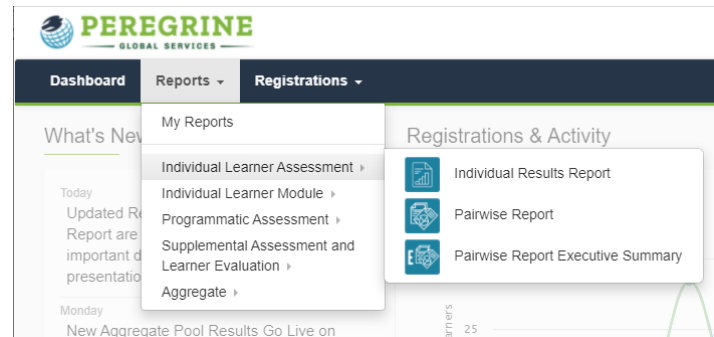 PEREGRINE
GLOBAL SERVICES
Dashboard Reports Registrations
My Reports
What's New
Registrations & Activity
Individual Learner Assessment
Individual Learner Module
Programmatic Assessment
Supplemental Assessment and
Learner Evaluation
Aggregate
Individual Results Report
Pairwise Report
E
Pairwise Report Executive Summary
Today
Updated Re
Report are
important d
presentatio
Monday
New Aggregate Pool Results Go Live on
25